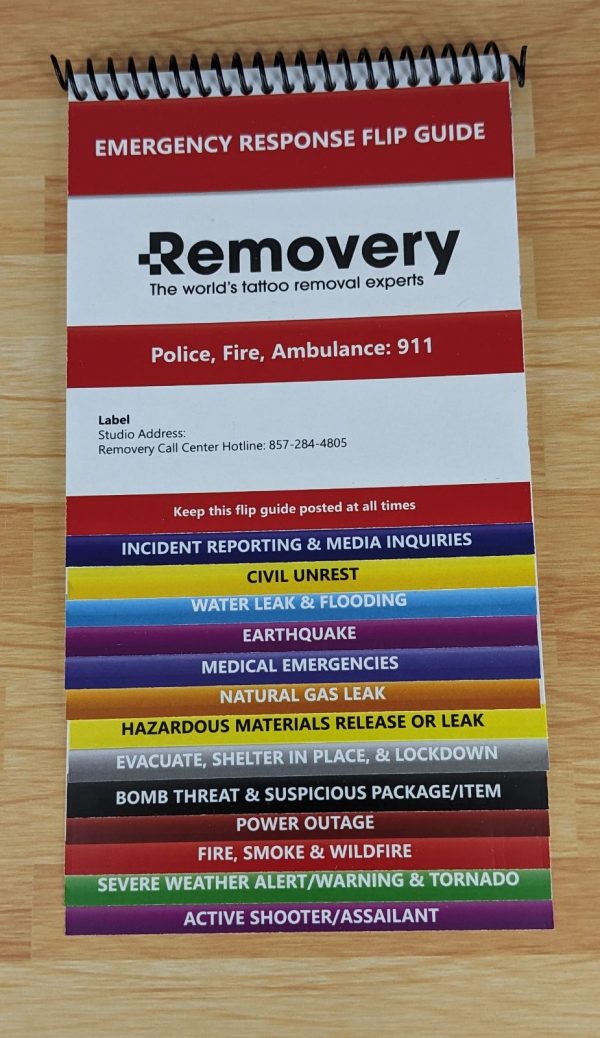 EMERGENCY RESPONSE FLIP GUIDE
Removery
The world's tattoo removal experts
Police, Fire, Ambulance: 911
Label
Studio Address:
Removery Call Center Hotline: 857-284-4805
Keep this flip guide posted at all times
INCIDENT REPORTING & MEDIA INQUIRIES
CIVIL UNREST
WATER LEAK & FLOODING
EARTHQUAKE
MEDICAL EMERGENCIES
NATURAL GAS LEAK
HAZARDOUS MATERIALS RELEASE OR LEAK
EVACUATE, SHELTER IN PLACE, & LOCKDOWN
BOMB THREAT & SUSPICIOUS PACKAGE/ITEM
POWER OUTAGE
FIRE, SMOKE & WILDFIRE
SEVERE WEATHER ALERT/WARNING & TORNADO
ACTIVE SHOOTER/ASSAILANT